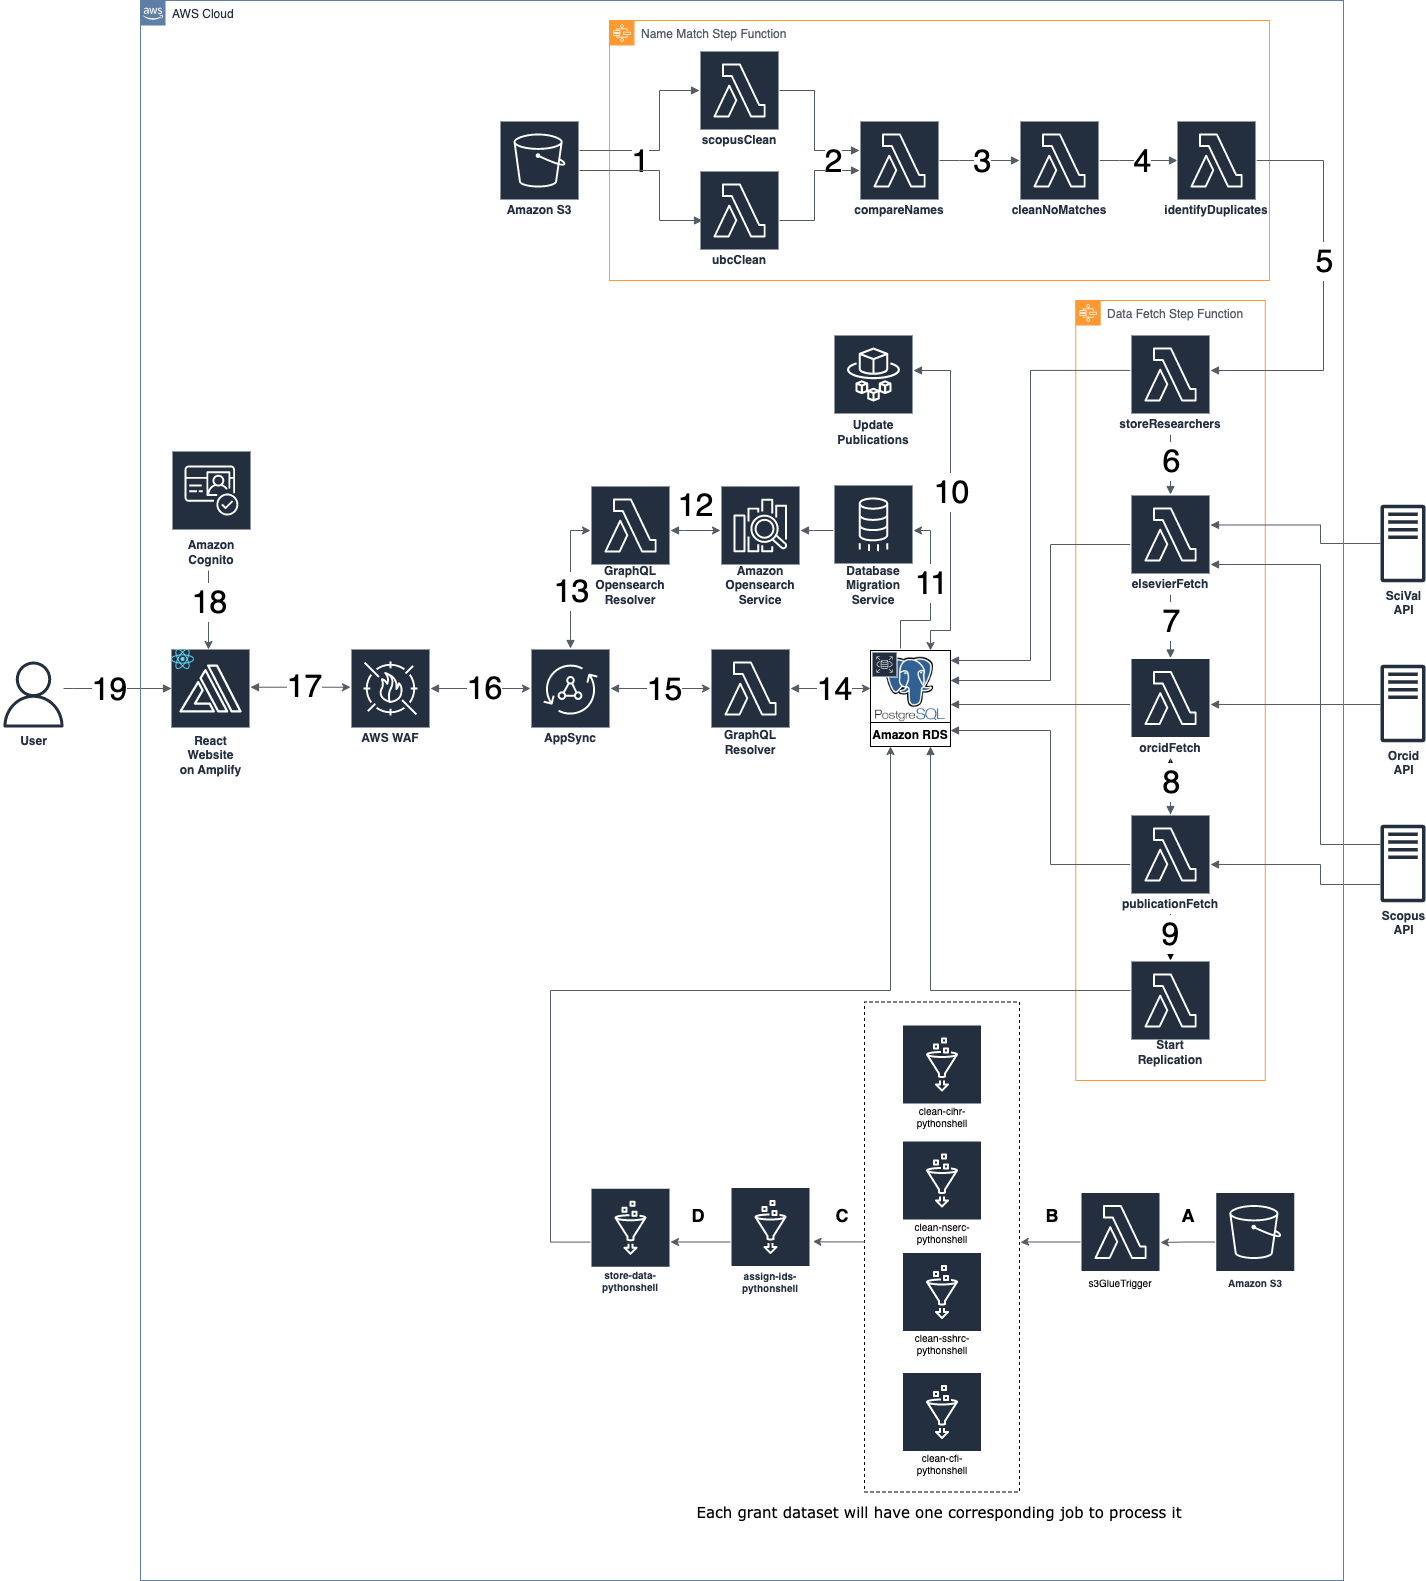 aws
AWS Cloud
Name Match Step Function
scopusClean
Amazon S3
1
2
3
4
compareNames
cleanNoMatches
identifyDuplicates
ubcClean
5
Data Fetch Step Function
storeResearchers
6
Update
Publications
10
elsevierFetch
7
SciVal
API
12
GraphQL
Opensearch
Resolver
Amazon
Opensearch
Service
Database
Migration
Service
11
13
Amazon
Cognito
18
19
User
React
Website
on Amplify
17
AWS WAF
16
AppSync
15
GraphQL
Resolver
14
PostgreSQL
Amazon RDS
orcidFetch
8
Orcid
API
publicationFetch
9
Scopus
API
Start
Replication
clean-cihr-
pythonshell
clean-nserc-
pythonshell
clean-sshrc-
pythonshell
clean-cfi-
pythonshell
D
C
B
A
store-data-
pythonshell
assign-ids-
pythonshell
s3GlueTrigger
Amazon S3
Each grant dataset will have one corresponding job to process it